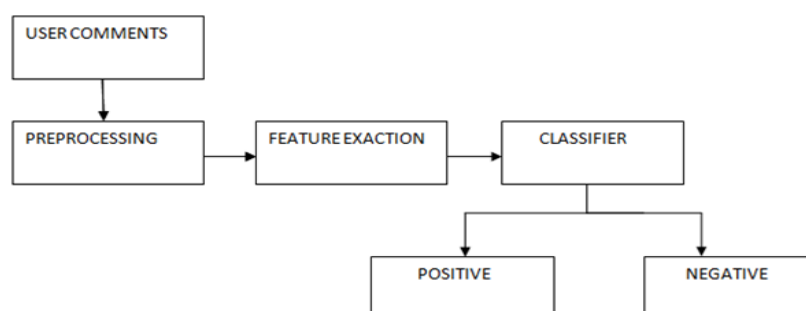 USER COMMENTS
PREPROCESSING
FEATURE EXACTION
CLASSIFIER
POSITIVE
NEGATIVE